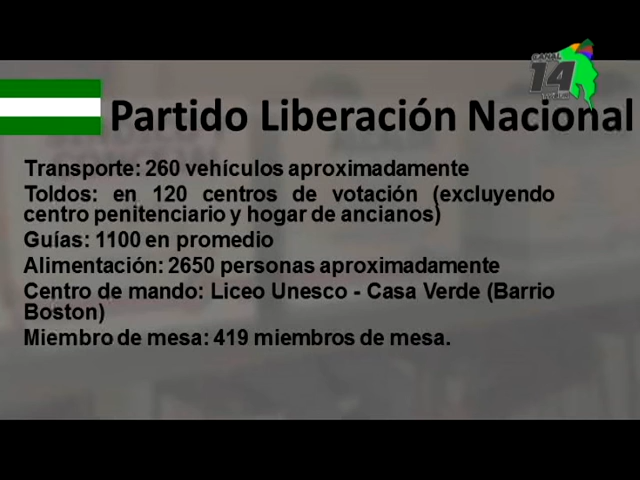 CANAL
14
Partido Liberación Nacional
Transporte: 260 vehículos aproximadamente
Toldos: en 120 centros de votación (excluyendo
centro penitenciario y hogar de ancianos)
Guías: 1100 en promedio
Alimentación: 2650 personas aproximadamente
Centro de mando: Liceo Unesco - Casa Verde (Barrio
Boston)
Miembro de mesa: 419 miembros de mesa.